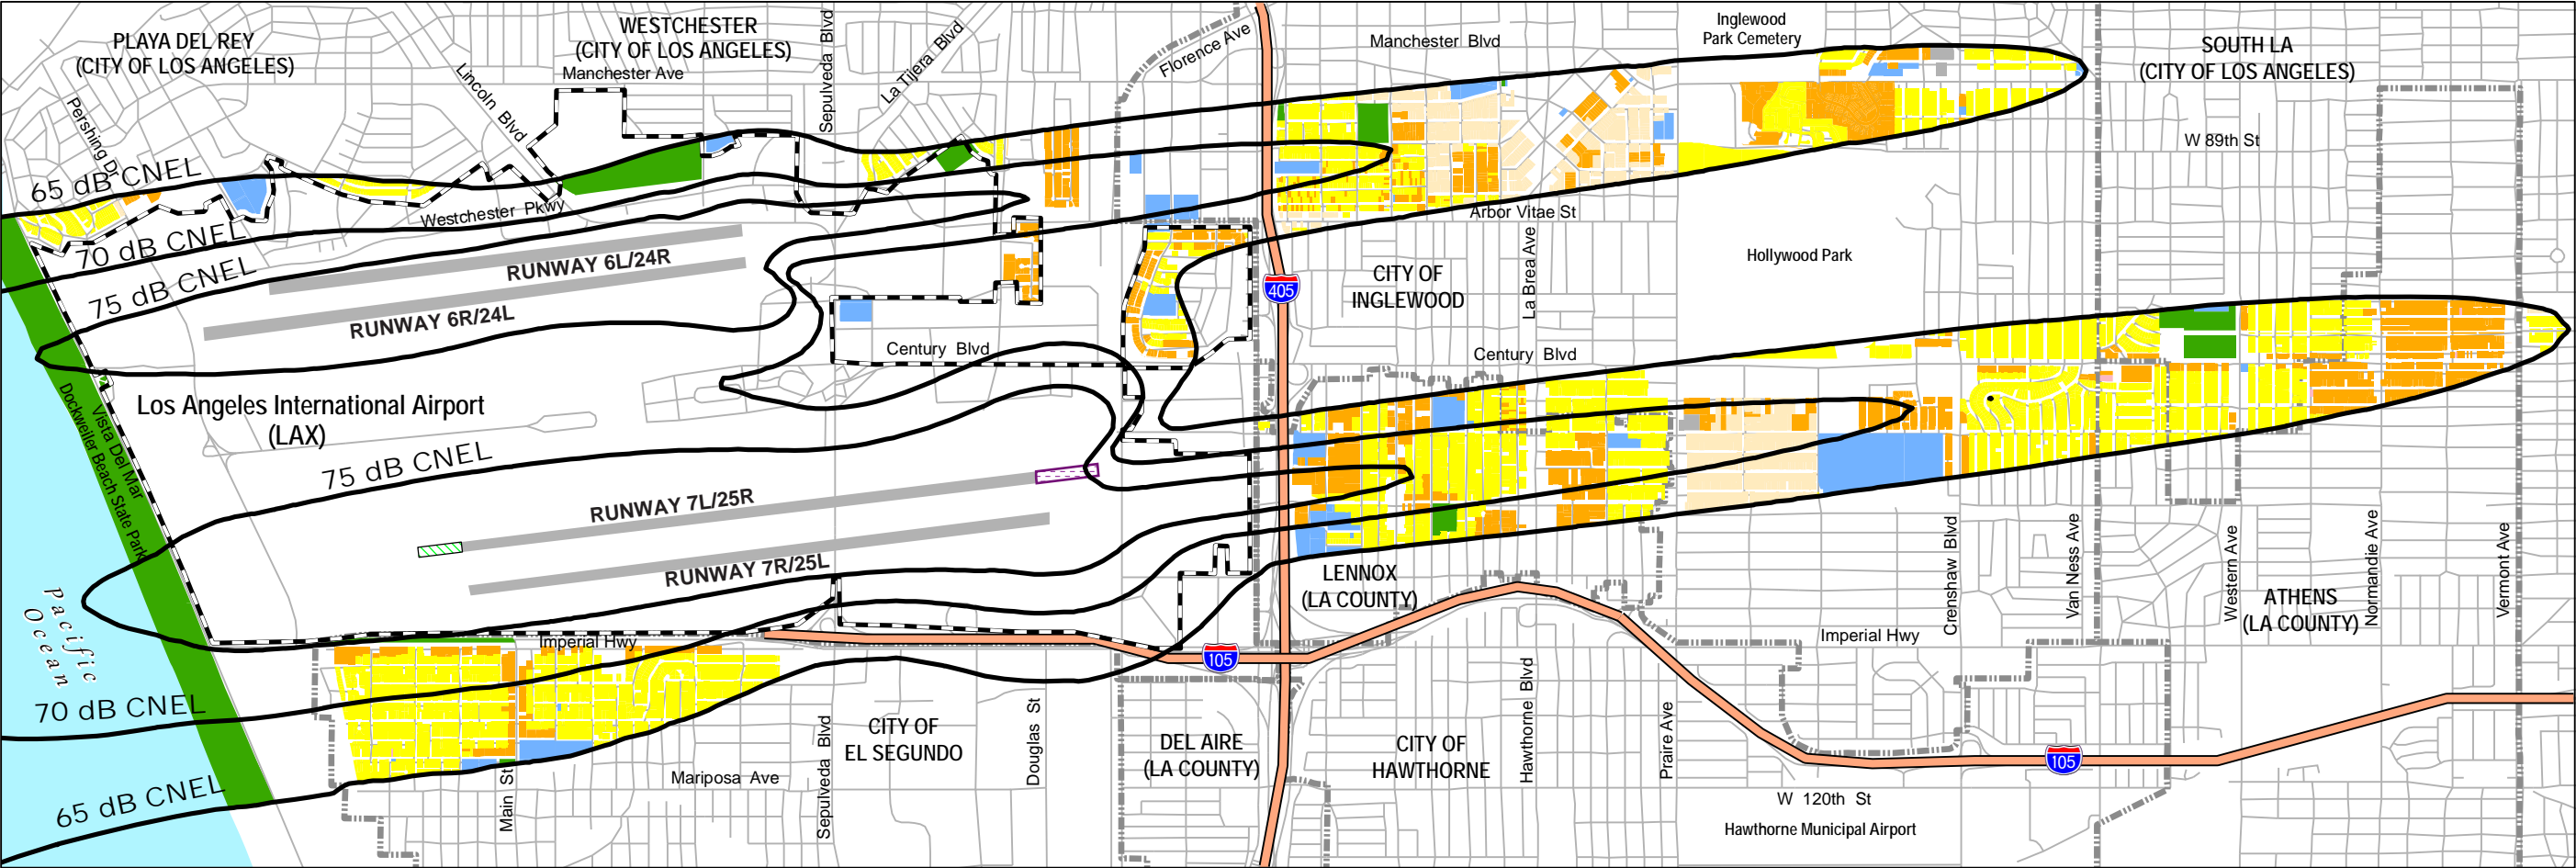 PLAYA DEL REY
(CITY OF LOS ANGELES)
WESTCHESTER
(CITY OF LOS ANGELES)
Manchester Ave
Sepulveda Blvd
La Tijera Blvd
Florence Ave
Manchester Blvd
Inglewood
Park Cemetery
SOUTH LA
(CITY OF LOS ANGELES)
Pershing Dr
Lincoln Blvd
W 89th St
65 dB CNEL
70 dB CNEL
75 dB CNEL
Westchester Pkwy
Arbor Vitae St
RUNWAY 6L/24R
RUNWAY 6R/24L
405
CITY OF
INGLEWOOD
La Brea Ave
Hollywood Park
Century Blvd
Century Blvd
Los Angeles International Airport
(LAX)
Vista Del Mar
Dockweiler Beach State Park
75 dB CNEL
RUNWAY 7L/25R
RUNWAY 7R/25L
Pacific
Ocean
Imperial Hwy
LENNOX
(LA COUNTY)
105
Crenshaw Blvd
Van Ness Ave
Western Ave
Normandie Ave
Vermont Ave
ATHENS
(LA COUNTY)
Imperial Hwy
70 dB CNEL
65 dB CNEL
Main St
Mariposa Ave
Sepulveda Blvd
CITY OF
EL SEGUNDO
Douglas St
DEL AIRE
(LA COUNTY)
CITY OF
HAWTHORNE
Hawthorne Blvd
Prairie Ave
105
W 120th St
Hawthorne Municipal Airport